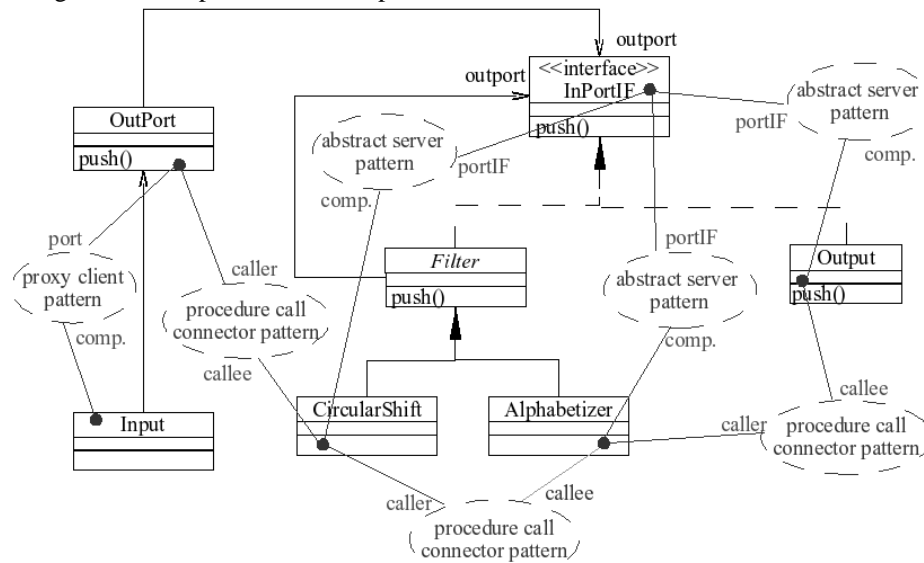 outport
outport
<<interface>>
InPortIF
push()
abstract server
pattern
portIF
comp.
OutPort
push()
abstract server
pattern
portIF
comp.
port
proxy client
pattern
comp.
caller
procedure call
connector pattern
callee
Filter
push()
portIF
abstract server
pattern
comp.
Output
push()
callee
Input
CircularShift
Alphabetizer
caller
procedure call
connector pattern
caller
callee
procedure call
connector pattern